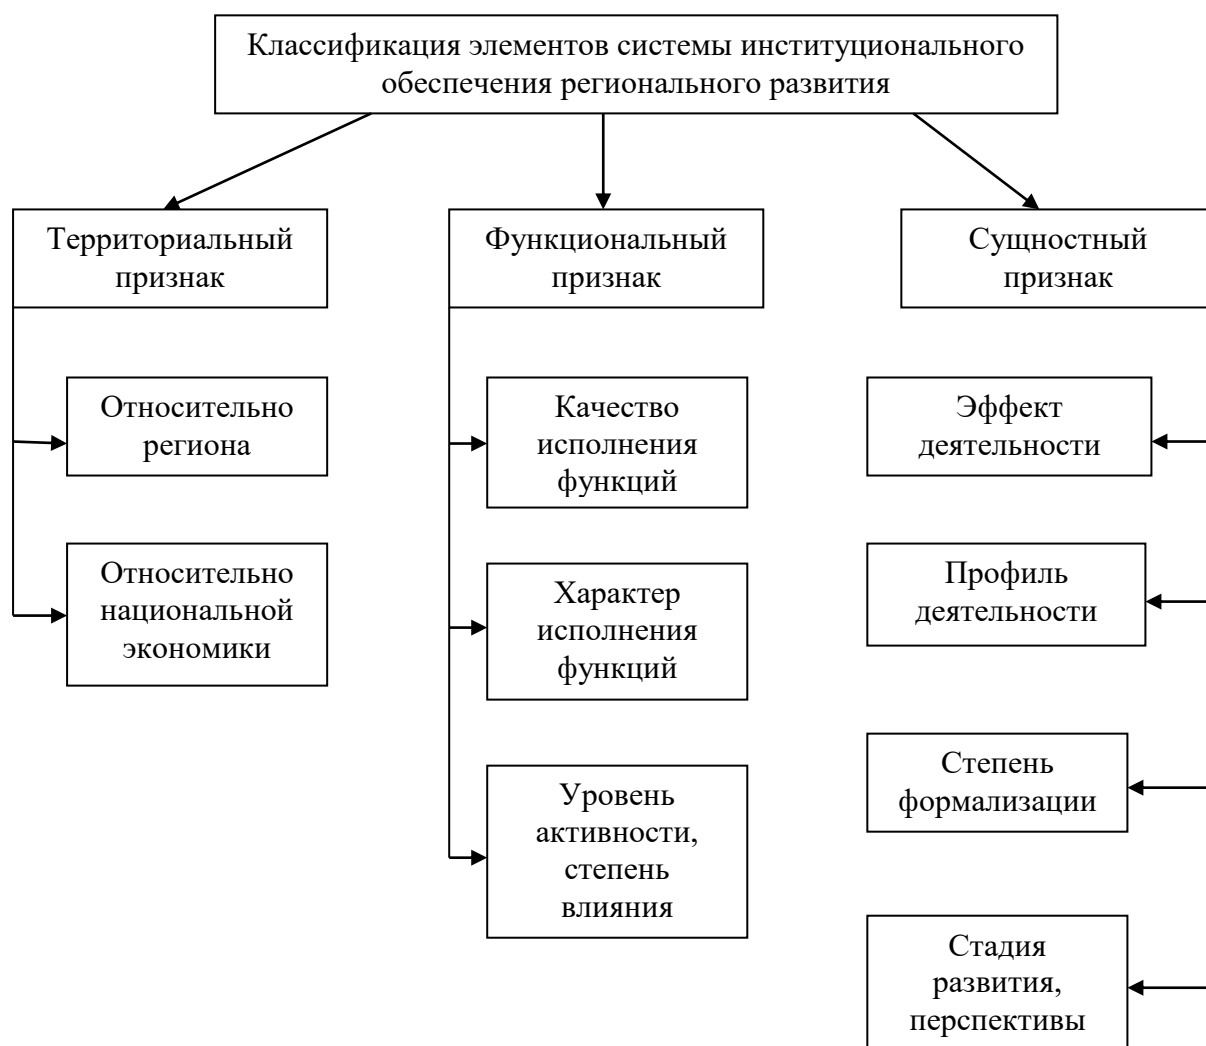 Классификация элементов системы институционального
обеспечения регионального развития
Территориальный
признак
Относительно
региона
Относительно
национальной
экономики
Функциональный
признак
Качество
исполнения
функций
Характер
исполнения
функций
Уровень
активности,
степень
влияния
Сущностный
признак
Эффект
деятельности
Профиль
деятельности
Степень
формализации
Стадия
развития,
перспективы